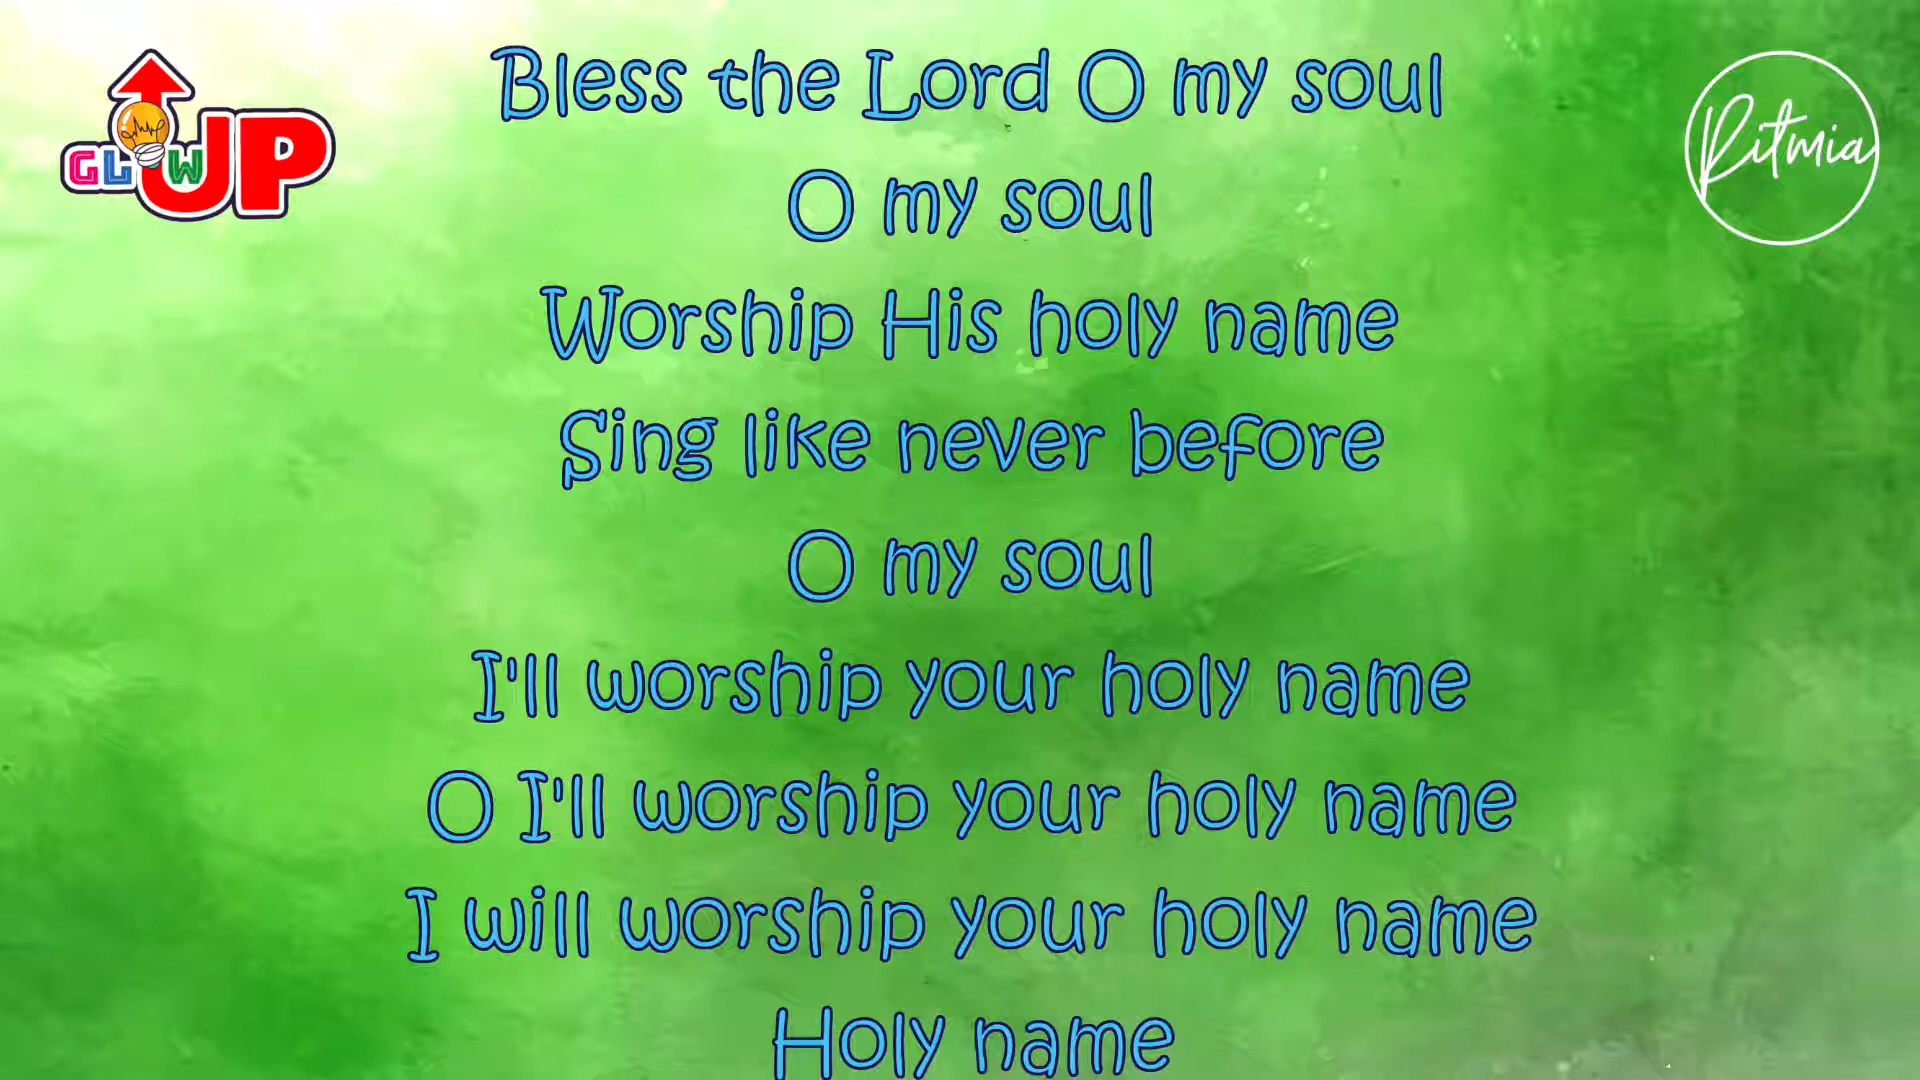 GLOW UP
Ritmia
Bless the Lord O my soul
O my soul
Worship His holy name
Sing like never before
O my soul
I'll worship your holy name
O I'll worship your holy name
I will worship your holy name
Holy name